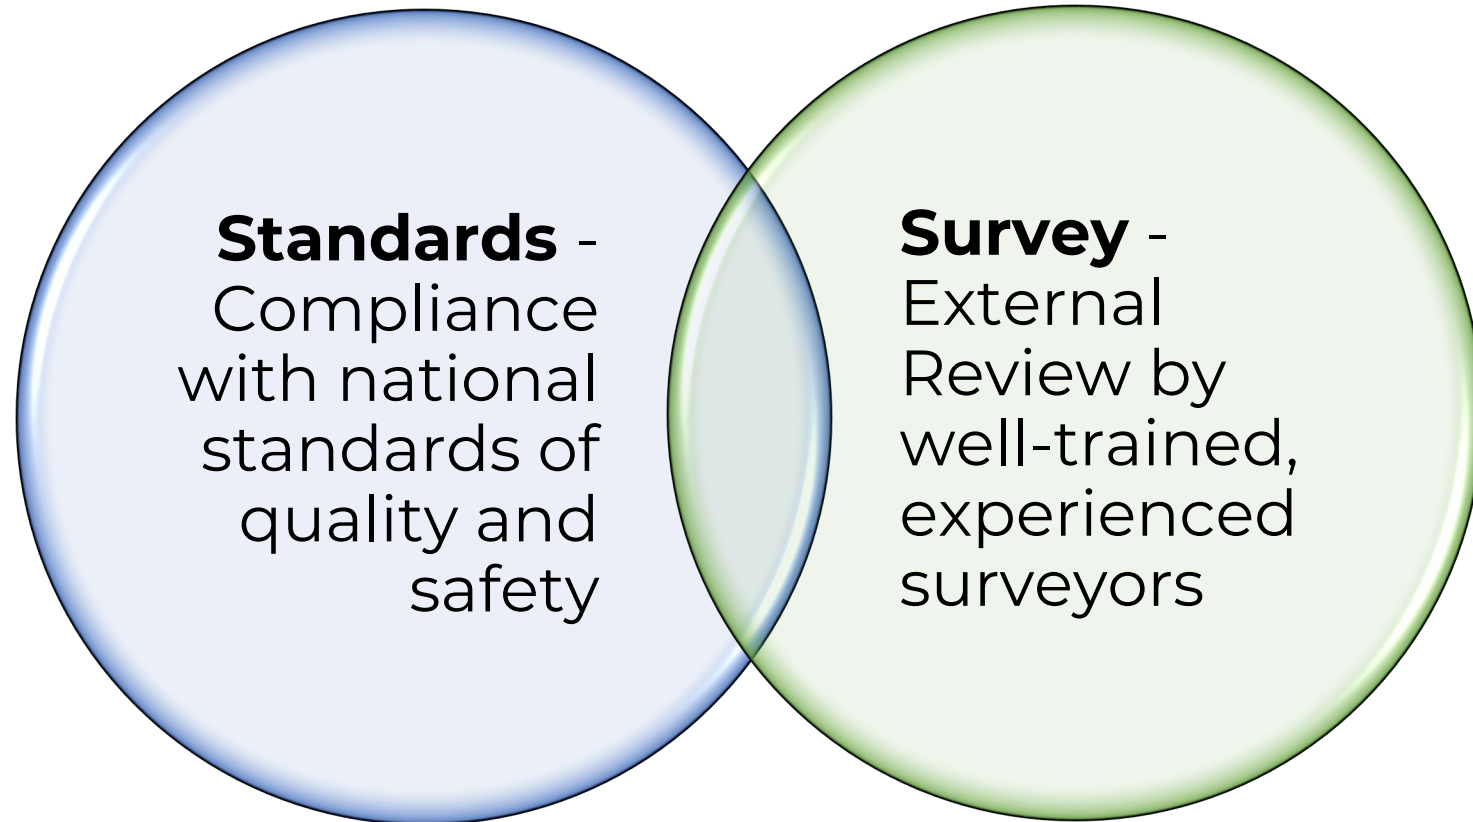 Standards -
Compliance
with national
standards of
quality and
safety
Survey -
External
Review by
well-trained,
experienced
surveyors